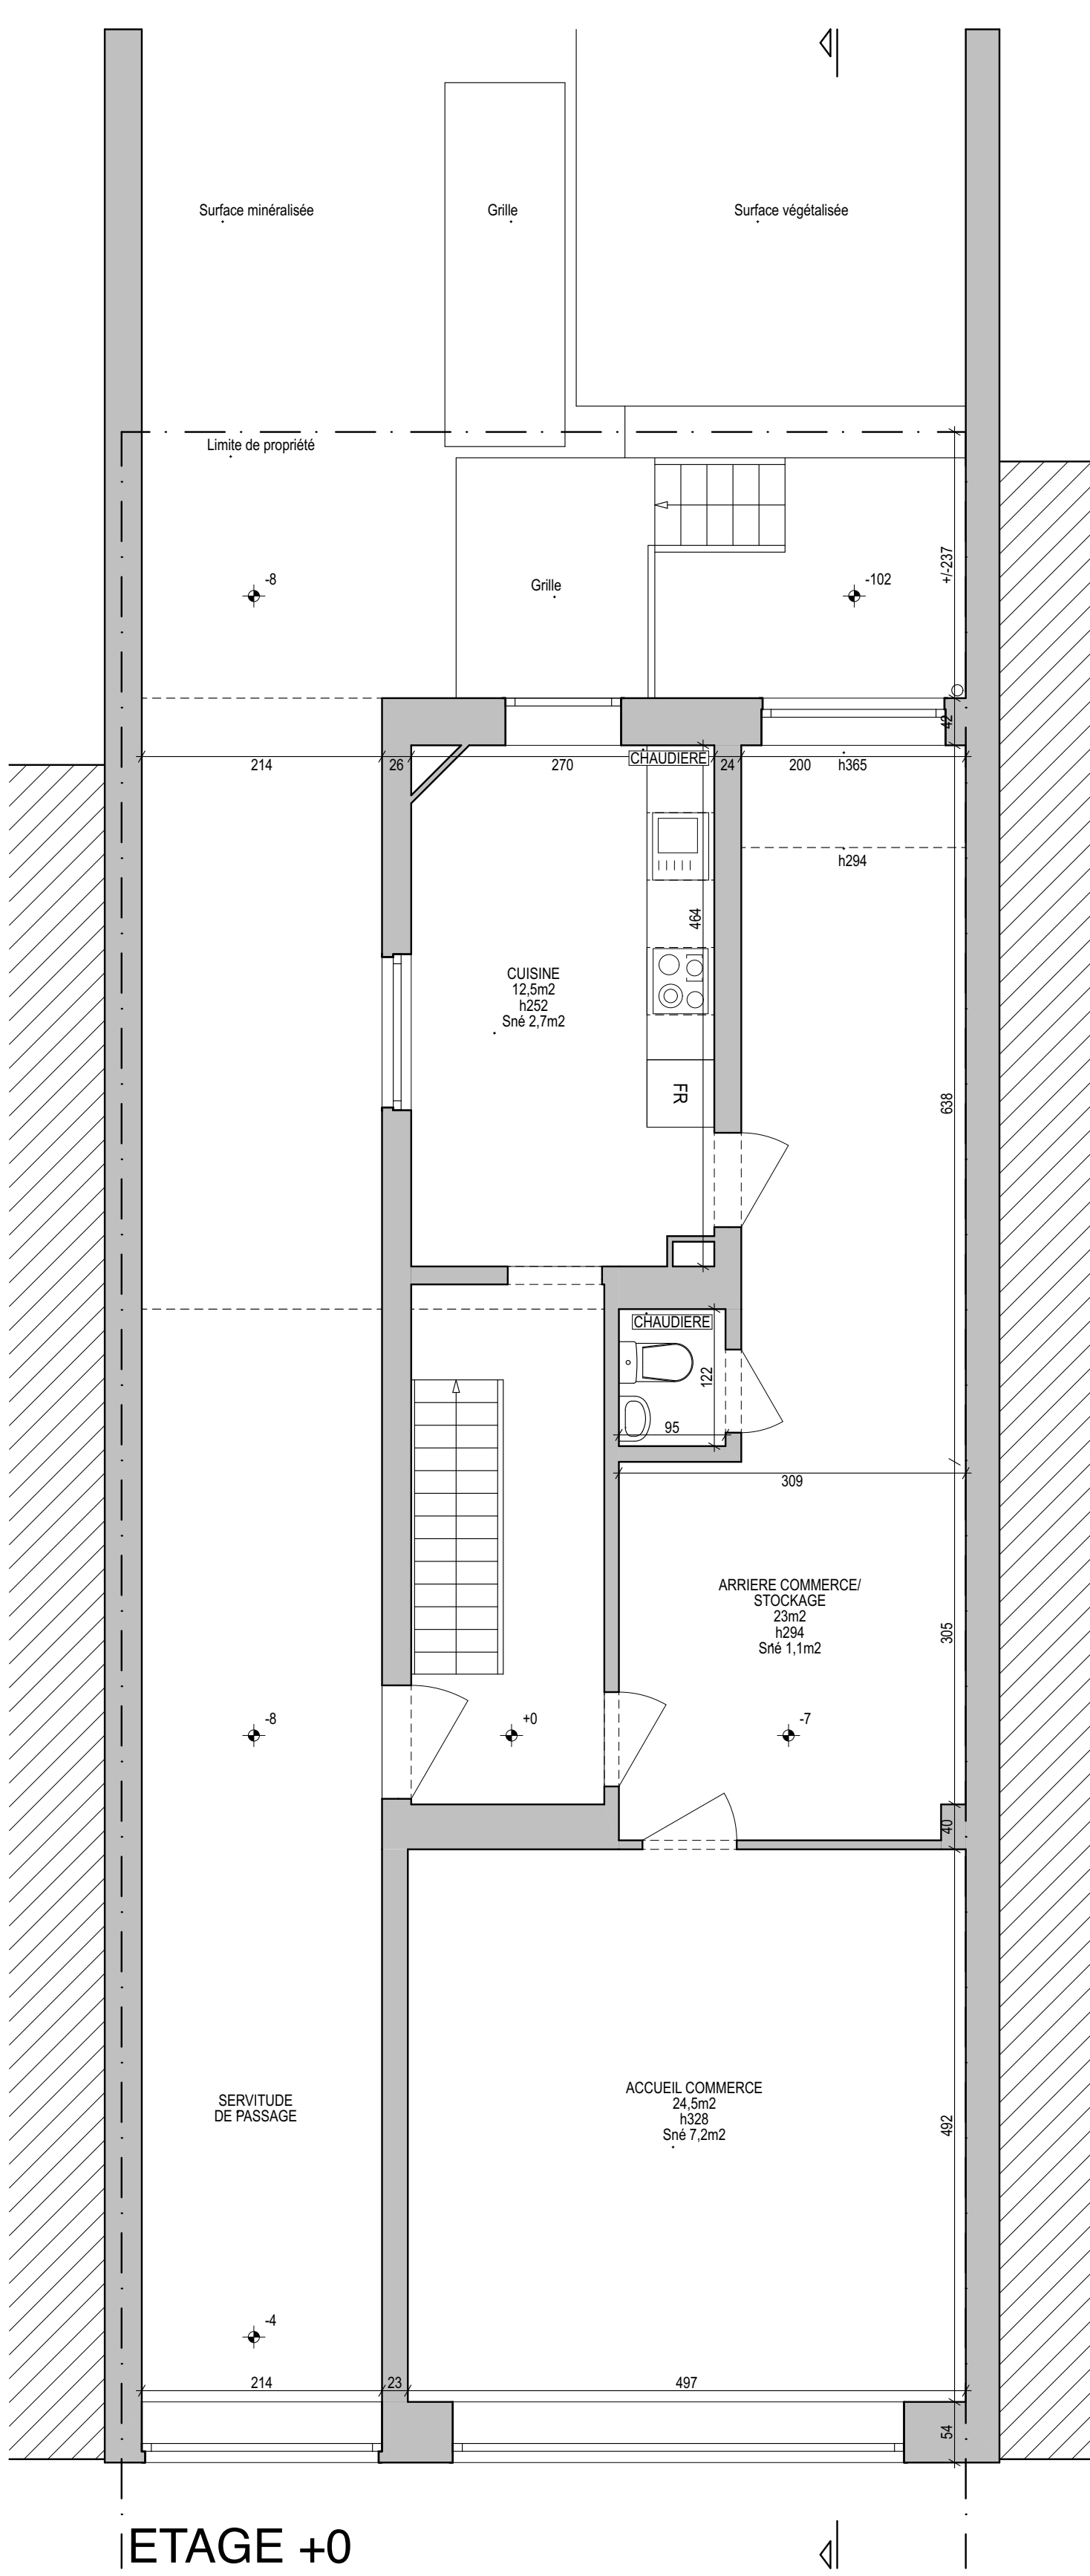 Surface minéralisée
Grille
Surface végétalisée
Limite de propriété
-8
Grille
-102
+/-237
42
214
26
270
CHAUDIERE
24
200
h365
h294
464
CUISINE
12,5m2
h252
Sné 2,7m2
FR
638
CHAUDIERE
122
95
309
ARRIERE COMMERCE/
STOCKAGE
23m2
h294
Sné 1,1m2
305
-8
+0
-7
40
SERVITUDE
DE PASSAGE
ACCUEIL COMMERCE
24,5m2
h328
Sné 7,2m2
492
-4
214
23
497
54
ETAGE +0